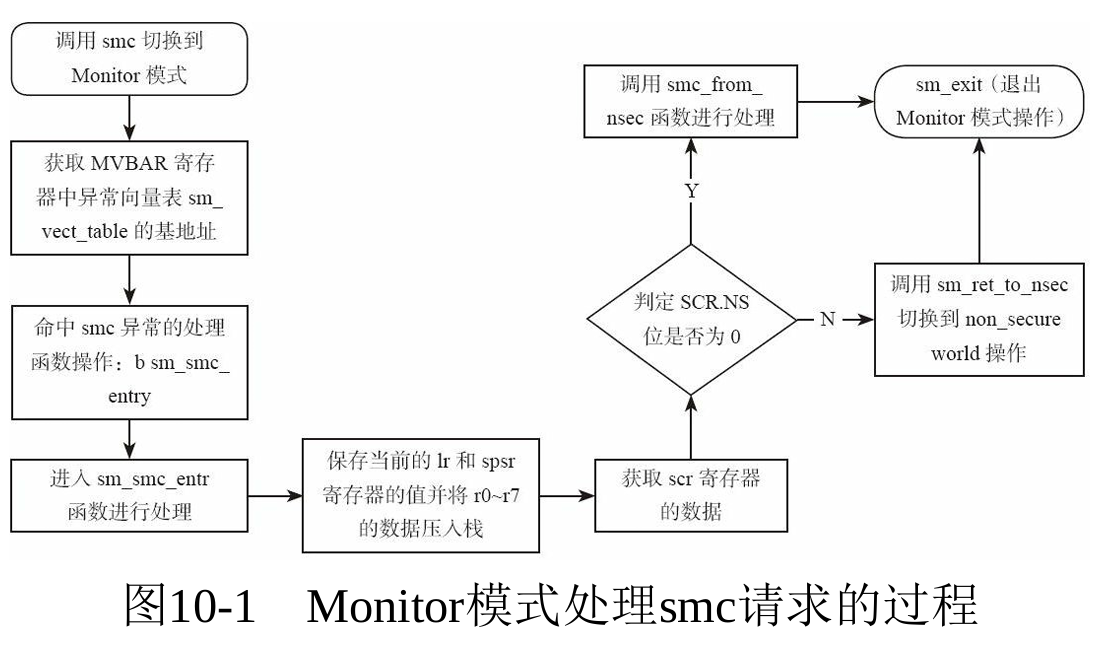 调用 smc 切换到
Monitor 模式
获取 MVBAR 寄存
器中异常向量表 sm_
vect_table 的基地址
命中 smc 异常的处理
函数操作：b sm_smc_
entry
进入 sm_smc_entr
函数进行处理
保存当前的 lr 和 spsr
寄存器的值并将 r0~r7
的数据压入栈
获取 scr 寄存器
的数据
判定 SCR.NS
位是否为 0
Y
N
调用 smc_from_
nsec 函数进行处理
调用 sm_ret_to_nsec
切换到 non_secure
world 操作
sm_exit（退出
Monitor 模式操作）
图10-1 Monitor模式处理smc请求的过程